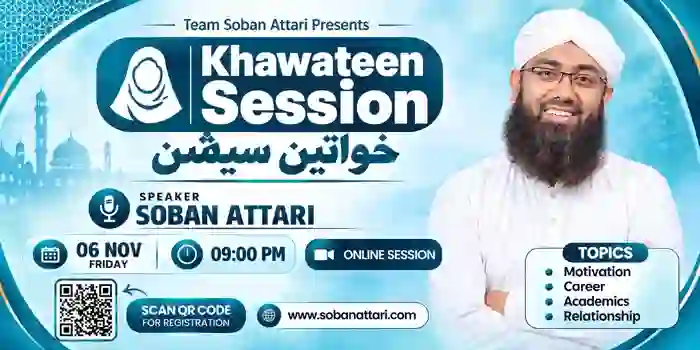 Team Soban Attari Presents
Khawateen
Session
خواتین سیشن
SPEAKER
SOBAN ATTARI
06 NOV
FRIDAY
09:00 PM
ONLINE SESSION
SCAN QR CODE
FOR REGISTRATION
www.sobanattari.com
TOPICS
Motivation
Career
Academics
Relationship